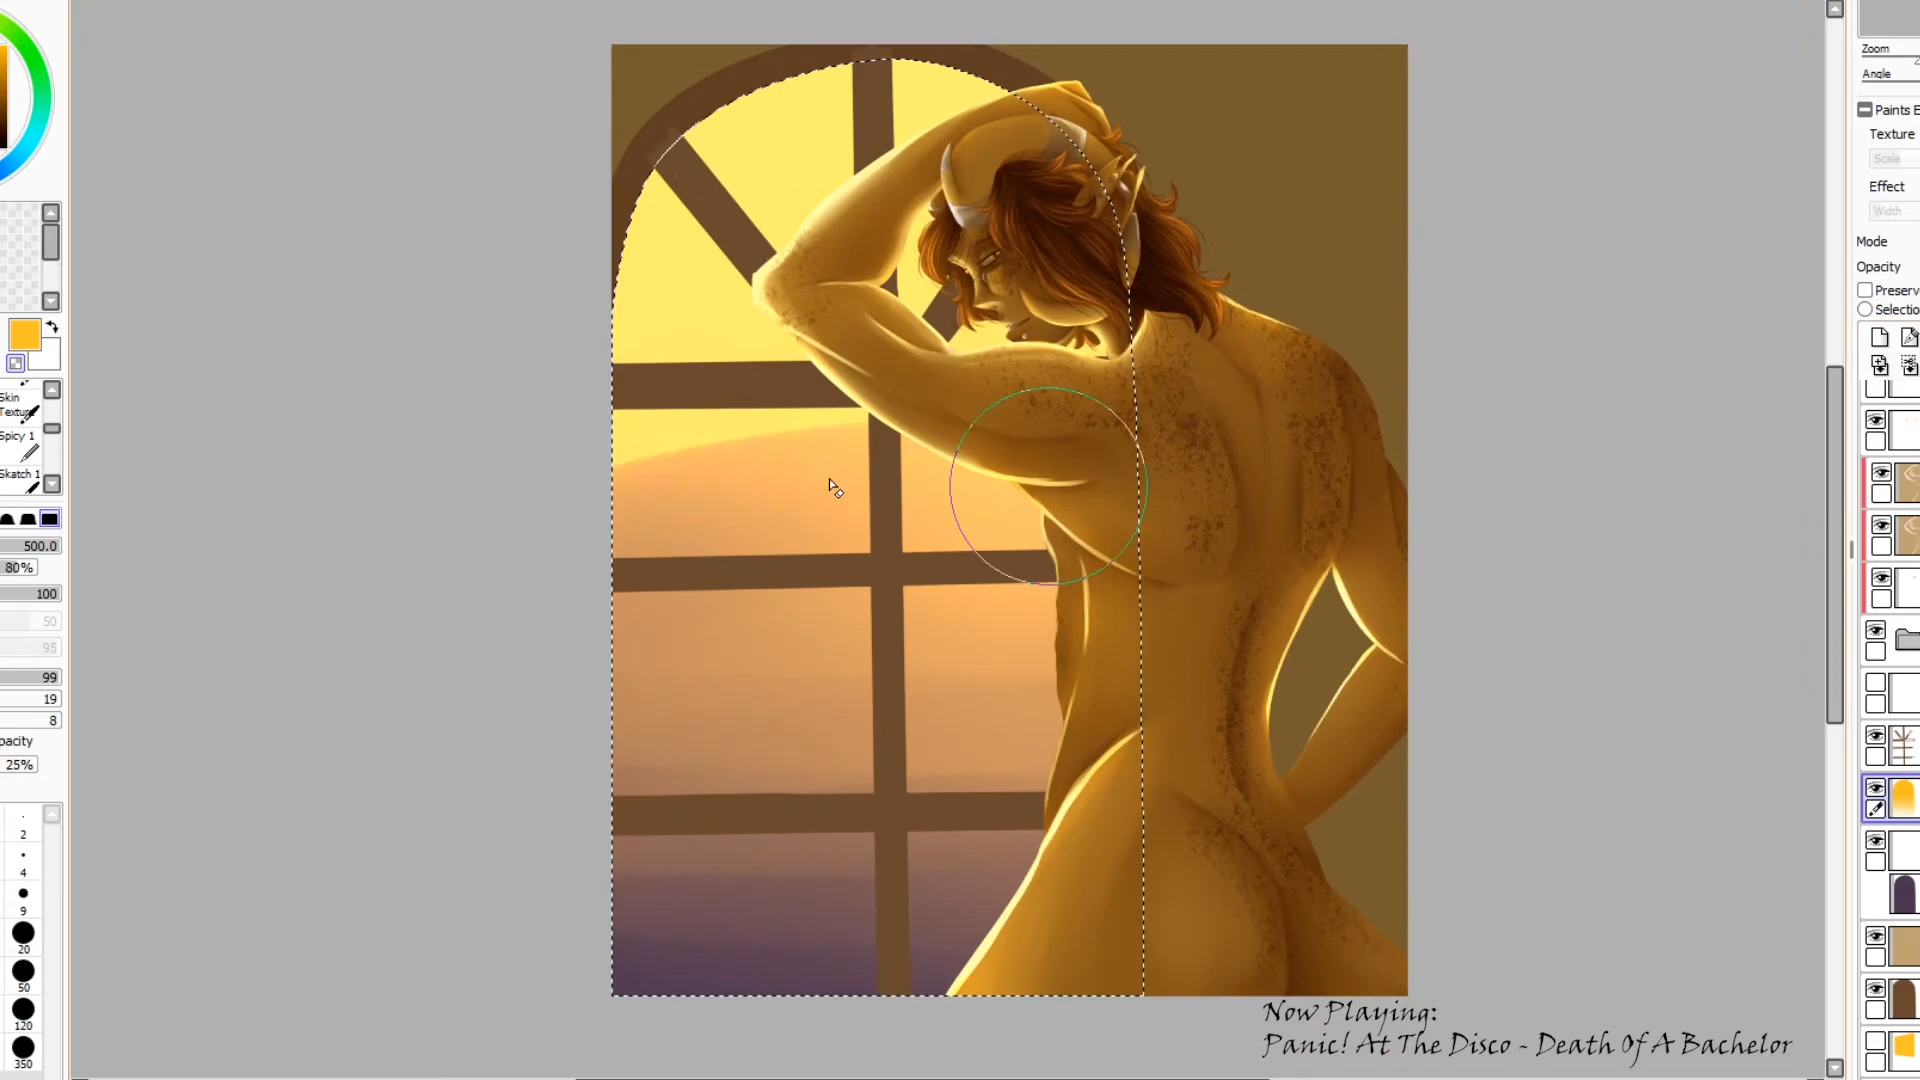 Zoom
Angle
Paints E
Texture
Scale
Effect
Width
Mode
Opacity
Preserv
Selectio
Skin
Textu
Spicy 1
Skatch 1
500.0
80%
100
50
95
99
19
8
pacity
25%
2
4
9
20
50
120
350
Now Playing:
Panic! At The Disco - Death Of A Bachelor